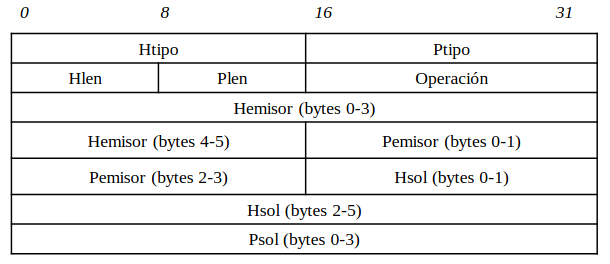 0 8 16 31
Htipo Ptipo
Hlen Plen Operación
Hemisor (bytes 0-3)
Hemisor (bytes 4-5) Pemisor (bytes 0-1)
Pemisor (bytes 2-3) Hsol (bytes 0-1)
Hsol (bytes 2-5)
Psol (bytes 0-3)